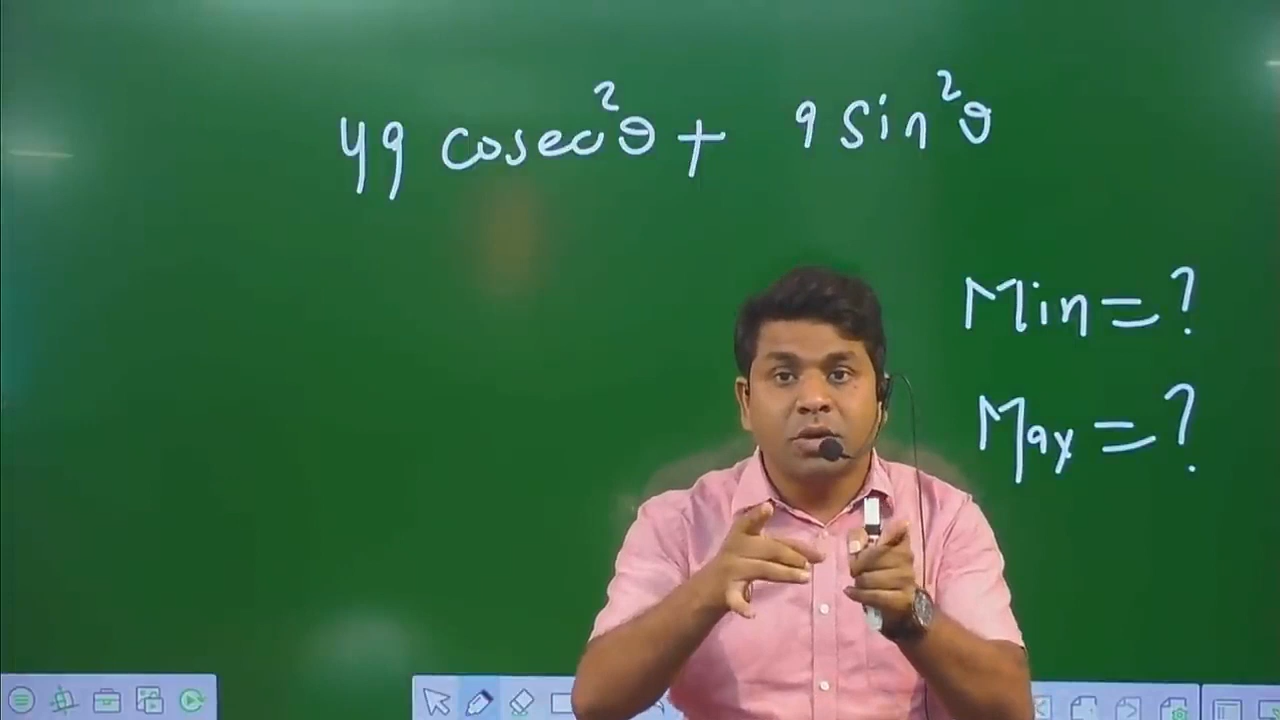 49 cosec²θ + 9 sin²θ
Min = ?
Max = ?